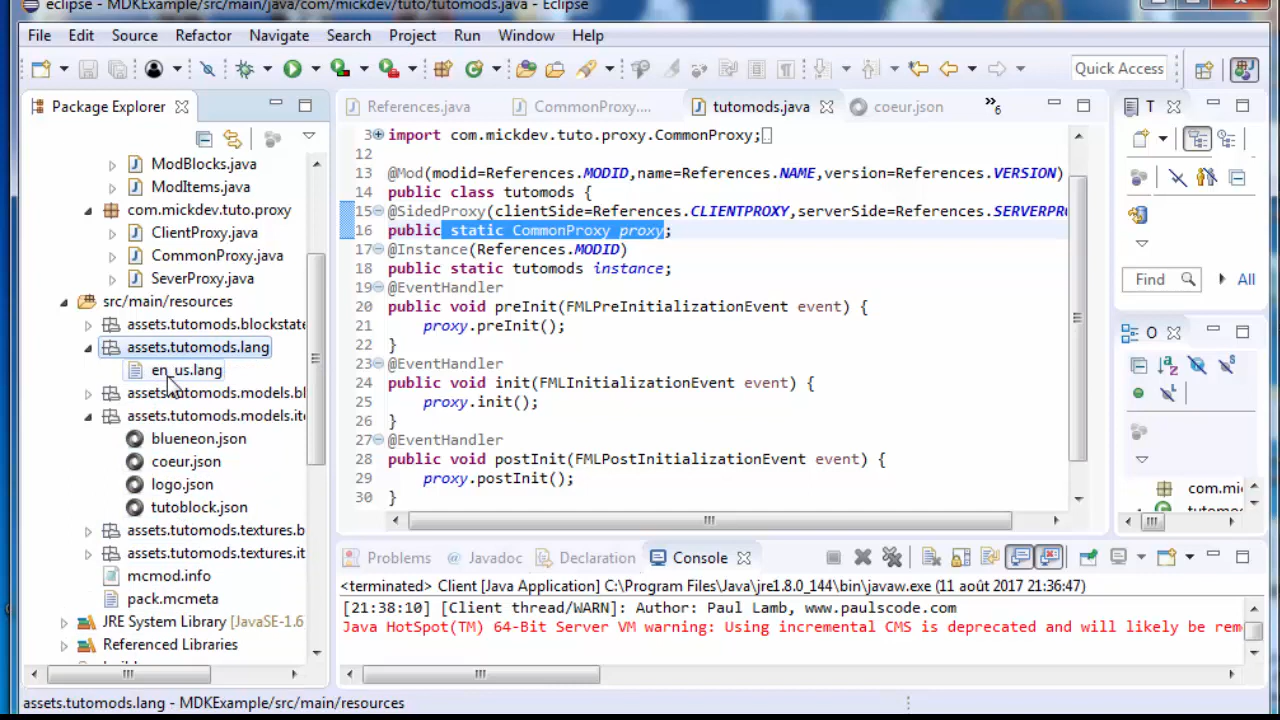 eclipse - MDKExample/src/main/java/com/mickdev/tuto/tutomods.java - Eclipse
File Edit Source Refactor Navigate Search Project Run Window Help
Quick Access
Package Explorer
ModBlocks.java
ModItems.java
com.mickdev.tuto.proxy
ClientProxy.java
CommonProxy.java
SeverProxy.java
src/main/resources
assets.tutomods.blockstate
assets.tutomods.lang
en_us.lang
assets.tutomods.models.bl
assets.tutomods.models.ite
blueneon.json
coeur.json
logo.json
tutoblock.json
assets.tutomods.textures.b
assets.tutomods.textures.it
mcmod.info
pack.mcmeta
JRE System Library [JavaSE-1.6
Referenced Libraries
References.java CommonProxy.... tutomods.java coeur.json »6
3 import com.mickdev.tuto.proxy.CommonProxy;
12
13 @Mod(modid=References.MODID,name=References.NAME,version=References.VERSION)
14 public class tutomods {
15 @SidedProxy(clientSide=References.CLIENTPROXY,serverSide=References.SERVERPR
16 public static CommonProxy proxy;
17 @Instance(References.MODID)
18 public static tutomods instance;
19 @EventHandler
20 public void preInit(FMLPreInitializationEvent event) {
21 proxy.preInit();
22 }
23 @EventHandler
24 public void init(FMLInitializationEvent event) {
25 proxy.init();
26 }
27 @EventHandler
28 public void postInit(FMLPostInitializationEvent event) {
29 proxy.postInit();
30 }
T
Find All
O
com.mi
Problems Javadoc Declaration Console
<terminated> Client [Java Application] C:\Program Files\Java\jre1.8.0_144\bin\javaw.exe (11 août 2017 21:36:47)
[21:38:10] [Client thread/WARN]: Author: Paul Lamb, www.paulscode.com
Java HotSpot(TM) 64-Bit Server VM warning: Using incremental CMS is deprecated and will likely be rem
assets.tutomods.lang - MDKExample/src/main/resources